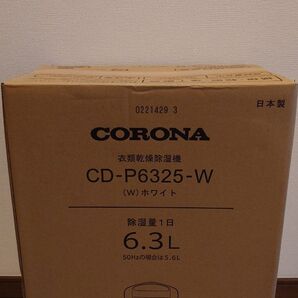 0221429 3
日本製
CORONA
衣類乾燥除湿機
CD-P6325-W
(W)ホワイト
除湿量1日
6.3L
50Hzの場合は5.6L